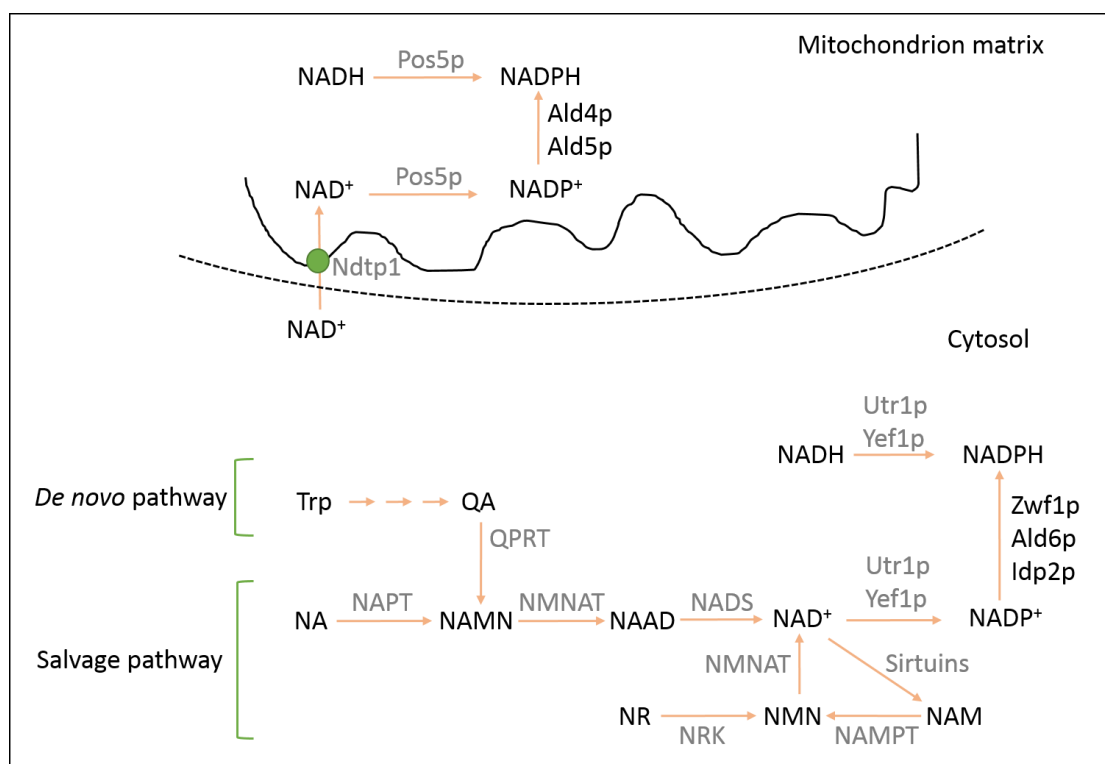 Mitochondrion matrix
NADH
Pos5p
NADPH
Ald4p
Ald5p
NAD⁺
Pos5p
NADP⁺
Ndtp1
NAD⁺
Cytosol
Utr1p
Yef1p
NADH
NADPH
De novo pathway
Trp
QA
Zwf1p
Ald6p
Idp2p
QPRT
Utr1p
Yef1p
NA
NAPT
NAMN
NMNAT
NAAD
NADS
NAD⁺
NADP⁺
Salvage pathway
NMNAT
Sirtuins
NR
NRK
NMN
NAMPT
NAM